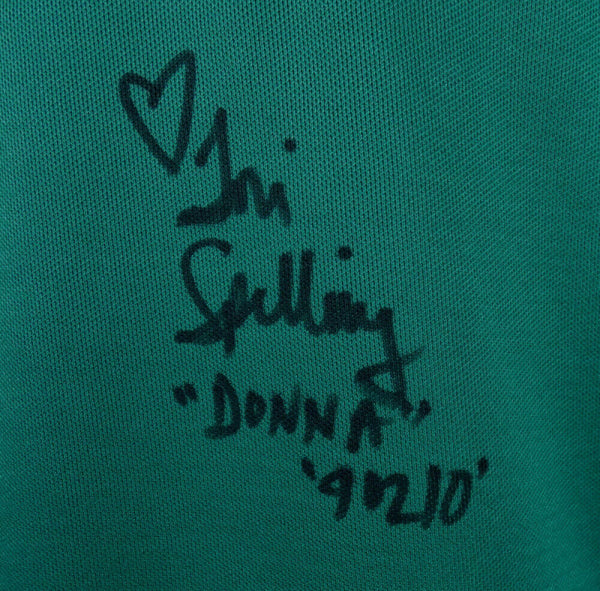 Tori
Spelling
"DONNA"
'90210'